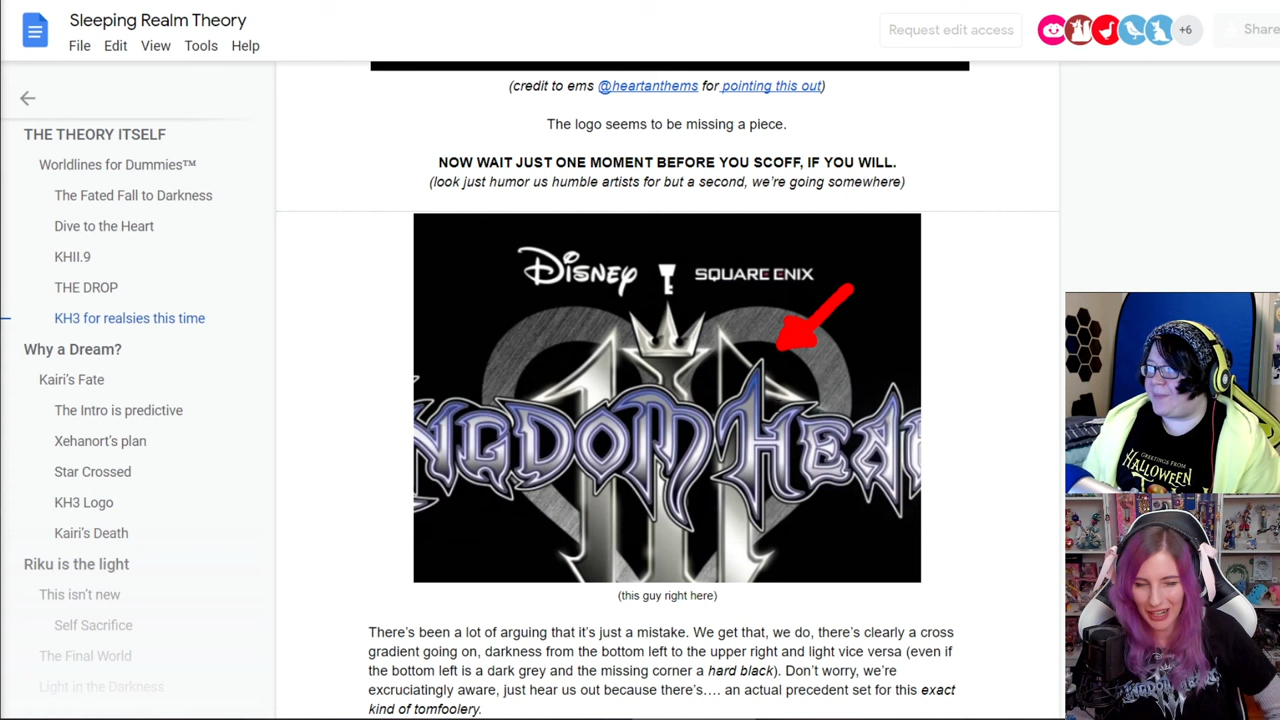 Sleeping Realm Theory
File Edit View Tools Help
Request edit access
+6
Share
THE THEORY ITSELF
Worldlines for Dummies™
The Fated Fall to Darkness
Dive to the Heart
KHII.9
THE DROP
KH3 for realsies this time
Why a Dream?
Kairi's Fate
The Intro is predictive
Xehanort's plan
Star Crossed
KH3 Logo
Kairi's Death
Riku is the light
This isn't new
Self Sacrifice
The Final World
Light in the Darkness
(credit to ems @heartanthems for pointing this out)
The logo seems to be missing a piece.
NOW WAIT JUST ONE MOMENT BEFORE YOU SCOFF, IF YOU WILL.
(look just humor us humble artists for but a second, we're going somewhere)
Disney SQUARE ENIX
NGDOM HEA
III
(this guy right here)
There's been a lot of arguing that it's just a mistake. We get that, we do, there's clearly a cross
gradient going on, darkness from the bottom left to the upper right and light vice versa (even if
the bottom left is a dark grey and the missing corner a hard black). Don't worry, we're
excruciatingly aware, just hear us out because there's…. an actual precedent set for this exact
kind of tomfoolery.
GREETINGS FROM
HALLOWEEN
Disney
KINGDOM HEARTS